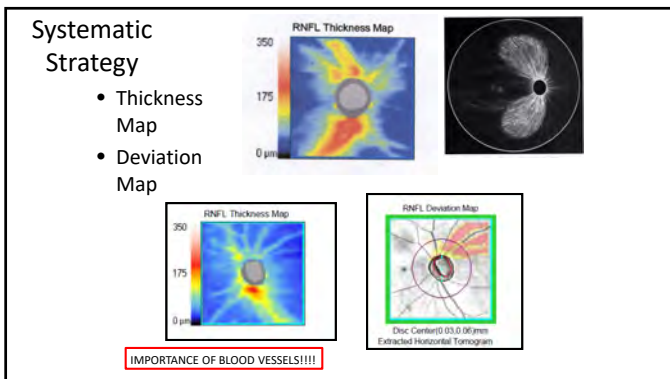 Systematic
Strategy
• Thickness
Map
• Deviation
Map
RNFL Thickness Map
350
175
0 µm
RNFL Thickness Map
350
175
0 µm
RNFL Deviation Map
Disc Center(0.03,0.06)mm
Extracted Horizontal Tomogram
IMPORTANCE OF BLOOD VESSELS!!!!